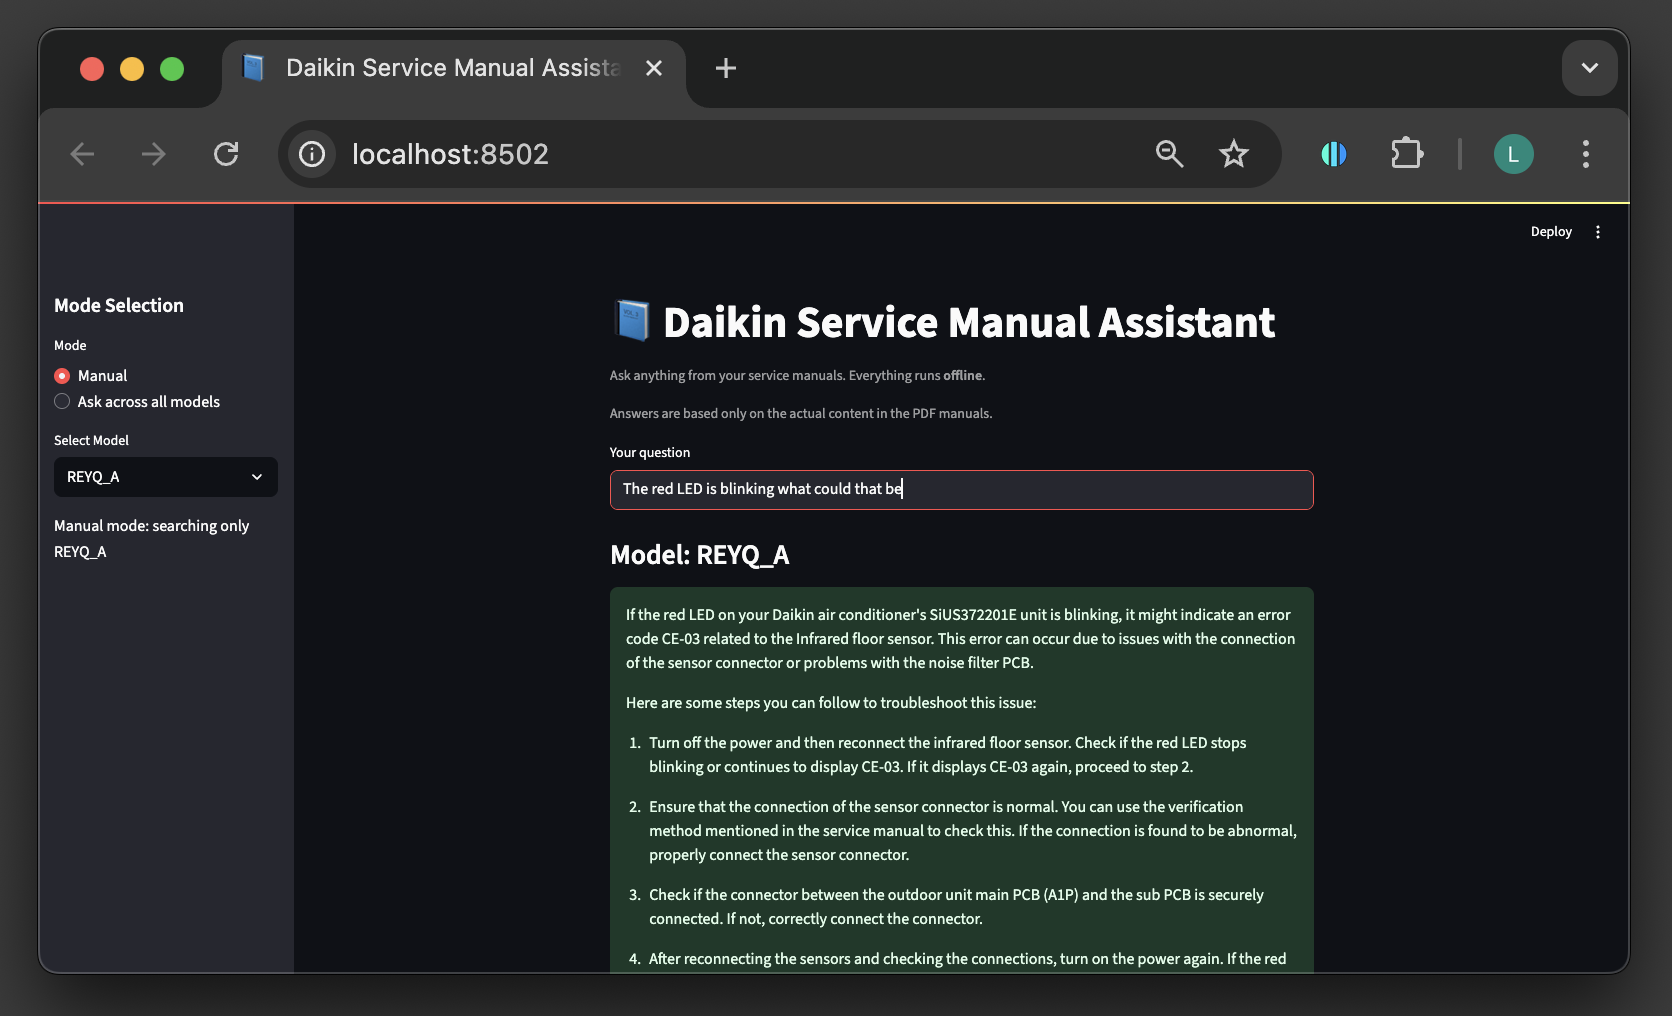 Daikin Service Manual Assista
localhost:8502
L
Deploy
Mode Selection
Mode
Manual
Ask across all models
Select Model
REYQ_A
Manual mode: searching only
REYQ_A
Daikin Service Manual Assistant
Ask anything from your service manuals. Everything runs offline.
Answers are based only on the actual content in the PDF manuals.
Your question
The red LED is blinking what could that be
Model: REYQ_A
If the red LED on your Daikin air conditioner's SiUS372201E unit is blinking, it might indicate an error
code CE-03 related to the Infrared floor sensor. This error can occur due to issues with the connection
of the sensor connector or problems with the noise filter PCB.
Here are some steps you can follow to troubleshoot this issue:
1. Turn off the power and then reconnect the infrared floor sensor. Check if the red LED stops
blinking or continues to display CE-03. If it displays CE-03 again, proceed to step 2.
2. Ensure that the connection of the sensor connector is normal. You can use the verification
method mentioned in the service manual to check this. If the connection is found to be abnormal,
properly connect the sensor connector.
3. Check if the connector between the outdoor unit main PCB (A1P) and the sub PCB is securely
connected. If not, correctly connect the connector.
4. After reconnecting the sensors and checking the connections, turn on the power again. If the red